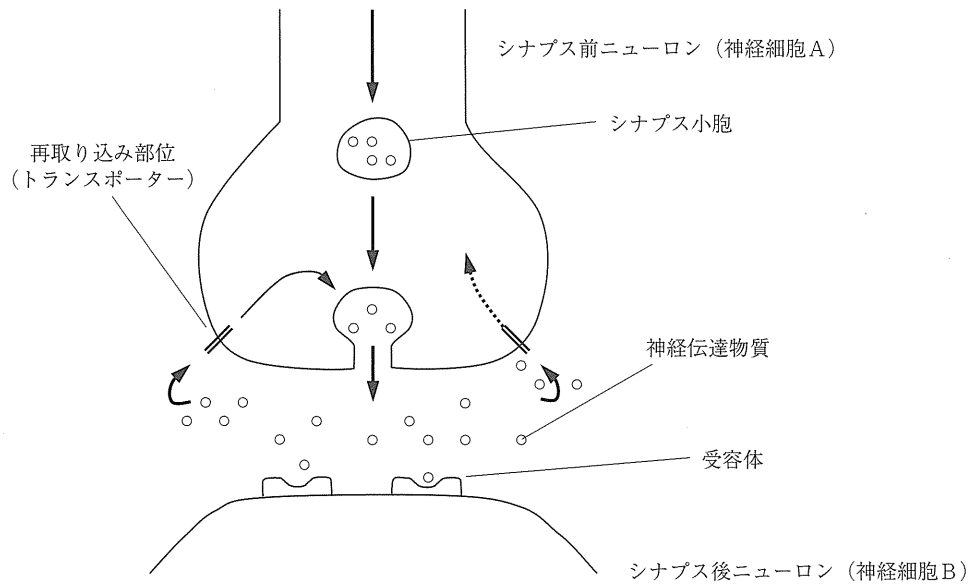 シナプス前ニューロン（神経細胞A）
シナプス小胞
再取り込み部位
（トランスポーター）
神経伝達物質
受容体
シナプス後ニューロン（神経細胞B）